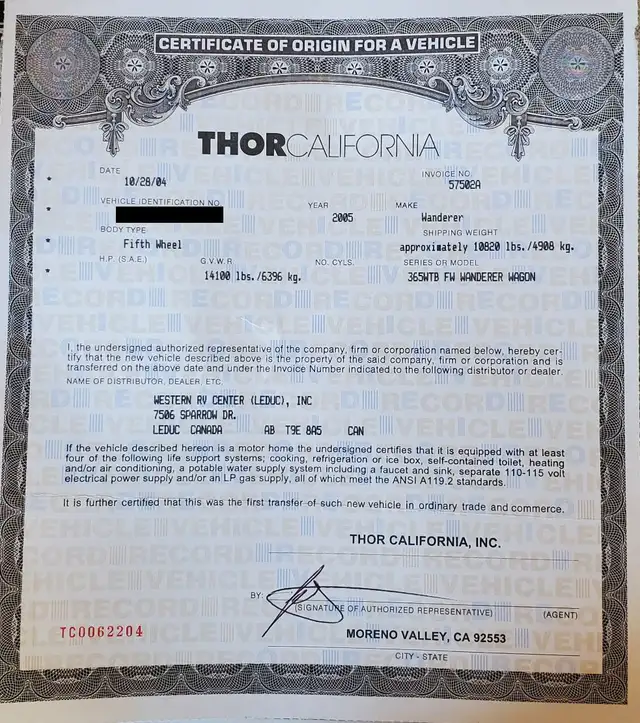 CERTIFICATE OF ORIGIN FOR A VEHICLE
THORCALIFORNIA
DATE
10/28/04
INVOICE NO.
57502A
VEHICLE IDENTIFICATION NO
YEAR
2005
MAKE
Wanderer
BODY TYPE
Fifth Wheel
SHIPPING WEIGHT
approximately 10820 lbs./4908 kg.
H.P. (S.A.E.)
G.V.W.R
14100 lbs./6396 kg.
NO. CYLS.
SERIES OR MODEL
365WTB FW WANDERER WAGON
I, the undersigned authorized representative of the company, firm or corporation named below, hereby cer-
tify that the new vehicle described above is the property of the said company, firm or corporation and is
transferred on the above date and under the Invoice Number indicated to the following distributor or dealer.
NAME OF DISTRIBUTOR, DEALER, ETC.
WESTERN RV CENTER (LEDUC), INC
7506 SPARROW DR.
LEDUC CANADA AB T9E 8A5 CAN
If the vehicle described hereon is a motor home the undersigned certifies that it is equipped with at least
four of the following life support systems; cooking, refrigeration or ice box, self-contained toilet, heating
and/or air conditioning, a potable water supply system including a faucet and sink, separate 110-115 volt
electrical power supply and/or an LP gas supply, all of which meet the ANSI A119.2 standards.
It is further certified that this was the first transfer of such new vehicle in ordinary trade and commerce.
THOR CALIFORNIA, INC.
BY:
(SIGNATURE OF AUTHORIZED REPRESENTATIVE) (AGENT)
TC0062204
MORENO VALLEY, CA 92553
CITY - STATE